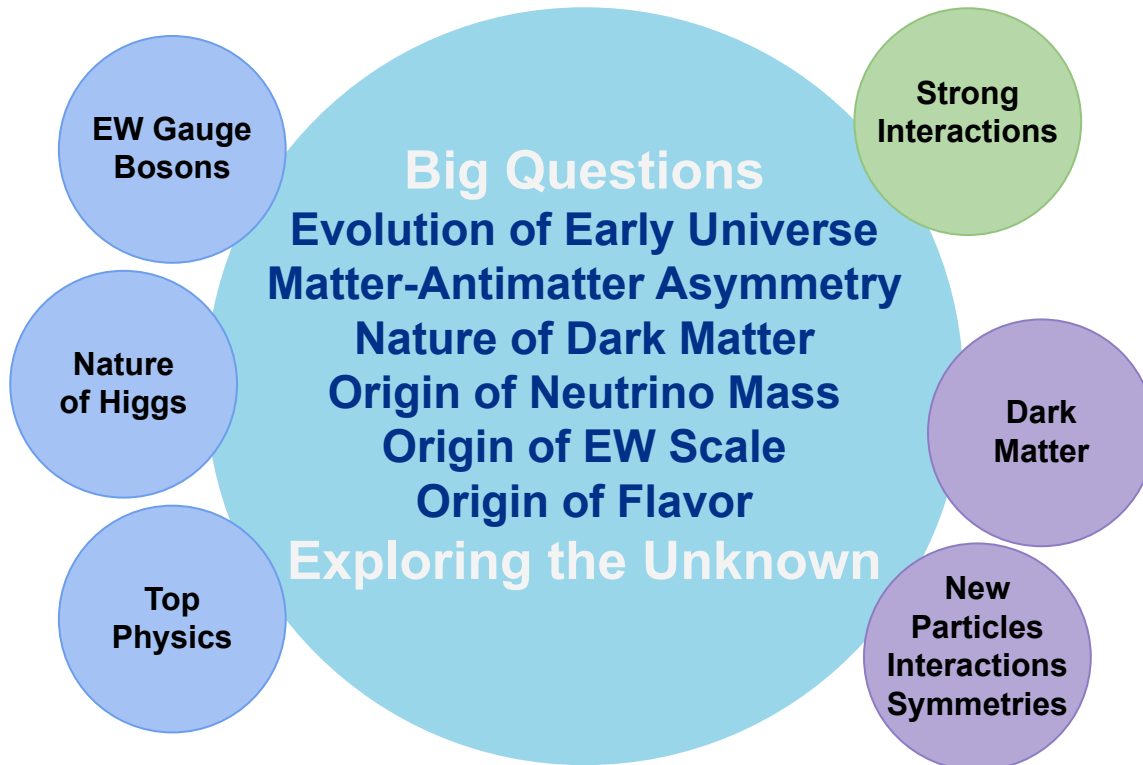 EW Gauge
Bosons
Nature
of Higgs
Top
Physics
Big Questions
Evolution of Early Universe
Matter-Antimatter Asymmetry
Nature of Dark Matter
Origin of Neutrino Mass
Origin of EW Scale
Origin of Flavor
Exploring the Unknown
Strong
Interactions
Dark
Matter
New
Particles
Interactions
Symmetries